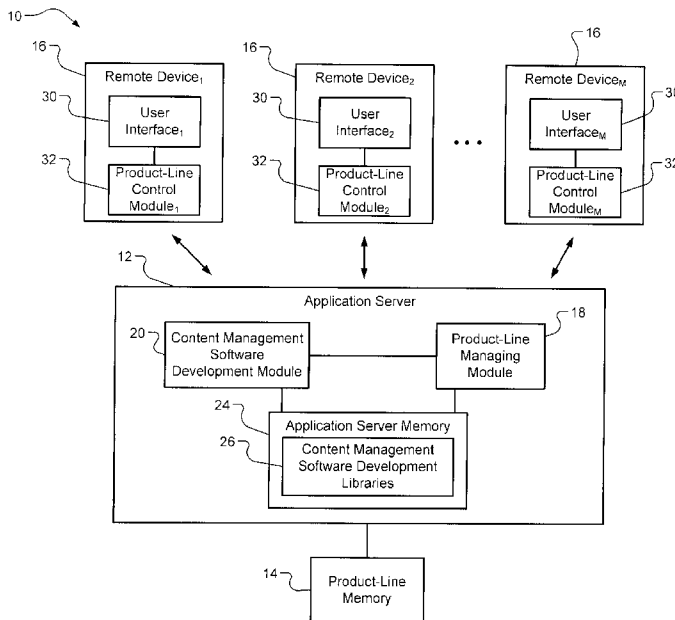 10
16
16
16
Remote Device1
Remote Device2
Remote DeviceM
30
User
Interface1
30
User
Interface2
30
User
InterfaceM
...
32
Product-Line
Control
Module1
32
Product-Line
Control
Module2
32
Product-Line
Control
ModuleM
12
Application Server
20
Content Management
Software
Development Module
18
Product-Line
Managing
Module
24
Application Server Memory
26
Content Management
Software Development
Libraries
14
Product-Line
Memory